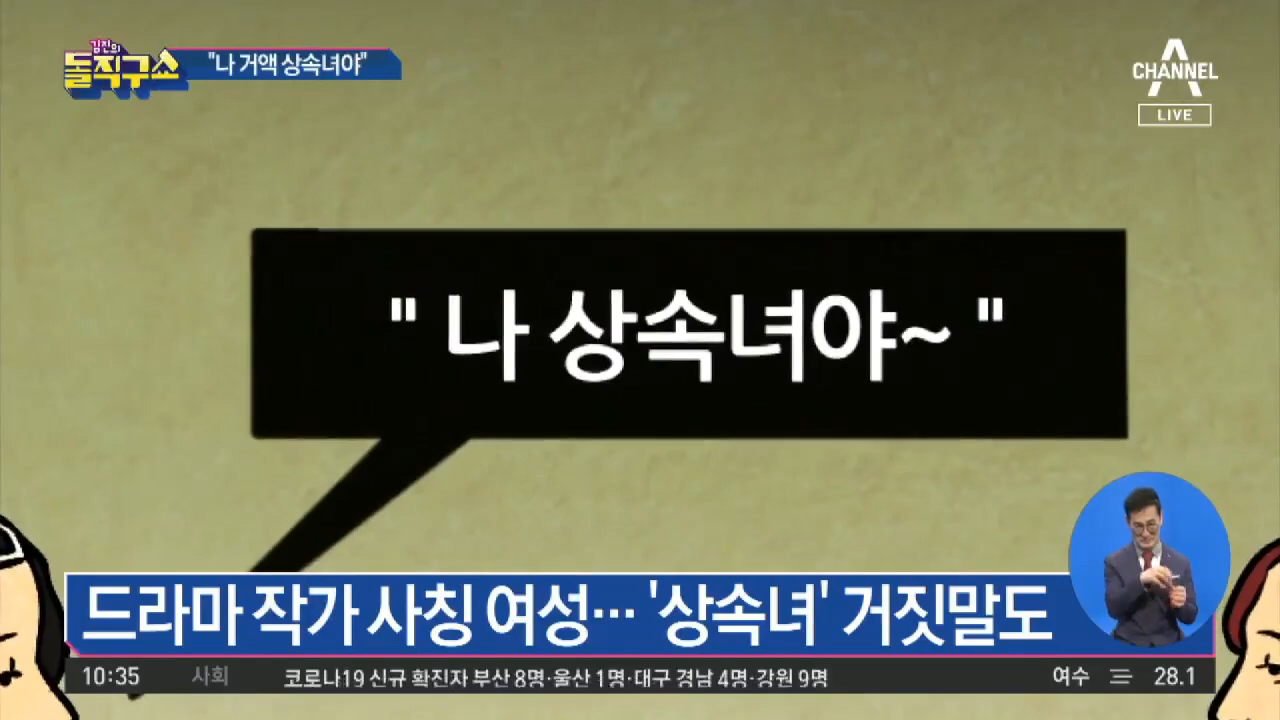 김진의
돌직구쇼
"나 거액 상속녀야"
CHANNEL A
LIVE
" 나 상속녀야~ "
드라마 작가 사칭 여성… '상속녀' 거짓말도
10:35 사회 코로나19 신규 확진자 부산 8명·울산 1명·대구 경남 4명·강원 9명 여수 28.1